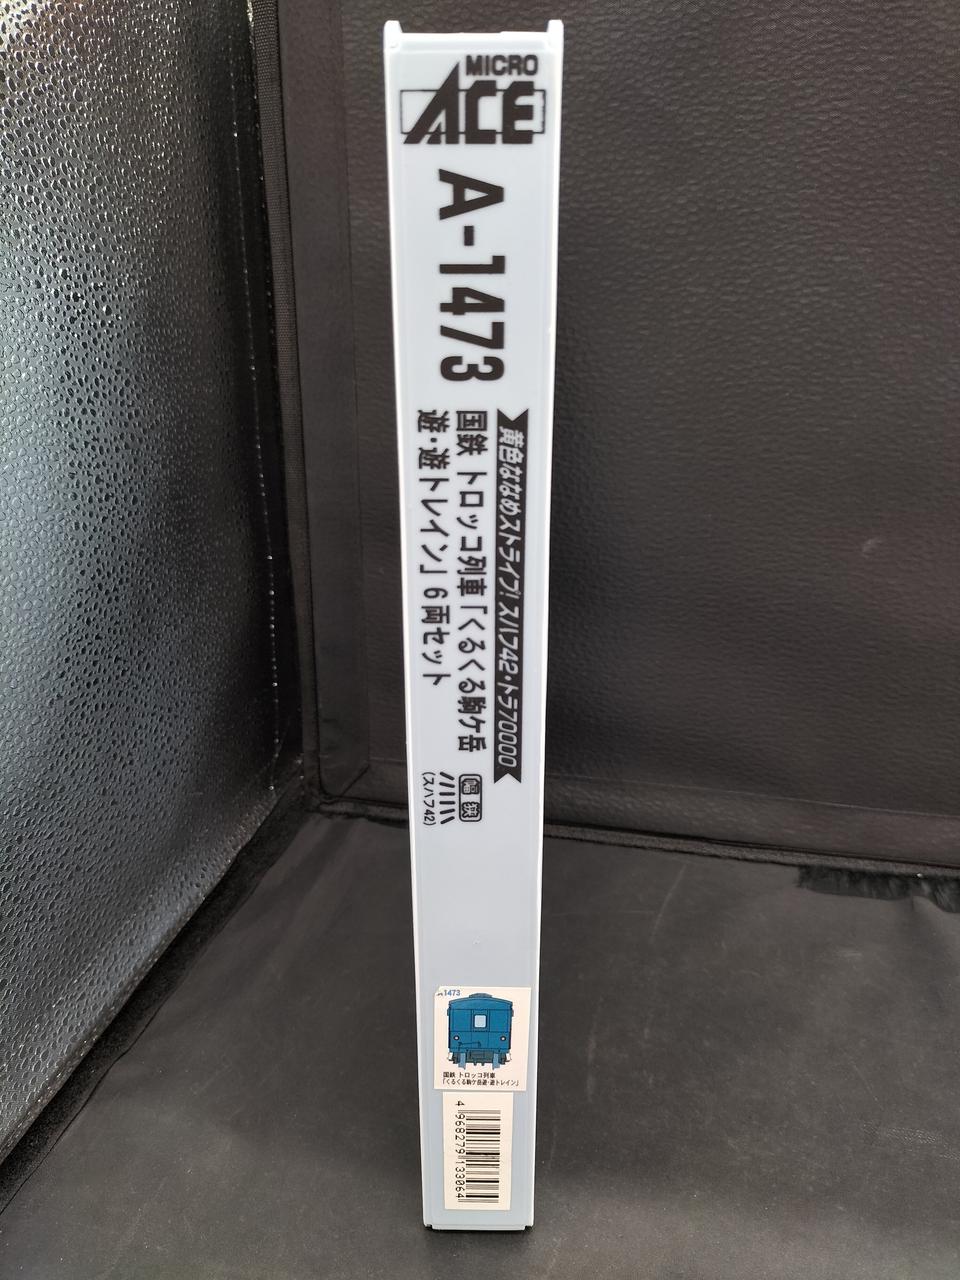 MICRO
ACE
A-1473
黄色ななめストライプ!スハフ42・トラ70000
国鉄 トロッコ列車「くるくる駒ケ岳
遊・遊トレイン」6両セット
(スハフ42)
A1473
国鉄 トロッコ列車
「くるくる駒ケ岳遊・遊トレイン」
4 968279 133064